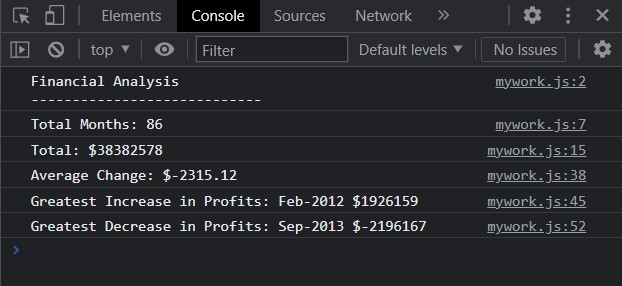 Elements Console Sources Network »
top ▼ Filter Default levels ▼ No Issues
Financial Analysis mywork.js:2
----------------------------
Total Months: 86 mywork.js:7
Total: $38382578 mywork.js:15
Average Change: $-2315.12 mywork.js:38
Greatest Increase in Profits: Feb-2012 $1926159 mywork.js:45
Greatest Decrease in Profits: Sep-2013 $-2196167 mywork.js:52
>